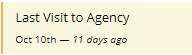 Last Visit to Agency
Oct 10th — 11 days ago